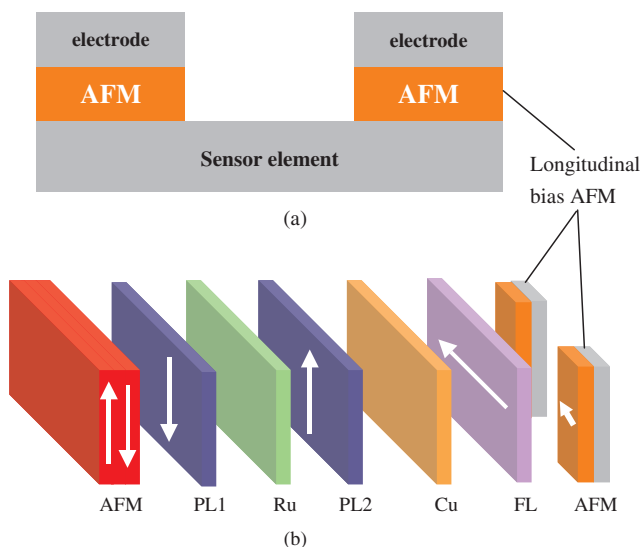 electrode
electrode
AFM
AFM
Sensor element
Longitudinal
bias AFM
(a)
AFM
PL1
Ru
PL2
Cu
FL
AFM
(b)